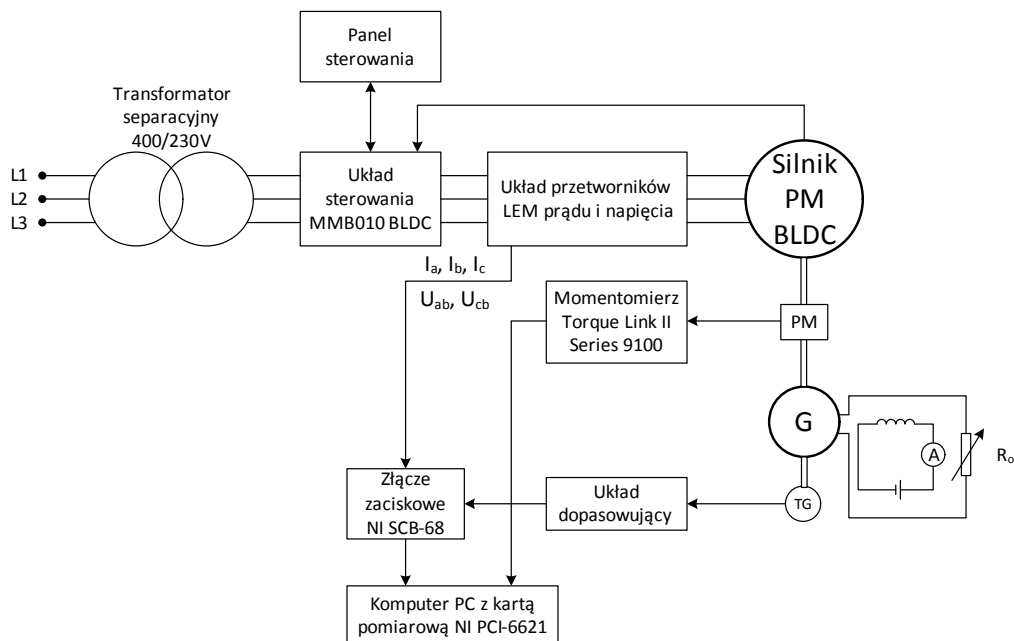 Panel
sterowania
Transformator
separacyjny
400/230V
L1
L2
L3
Układ
sterowania
MMB010 BLDC
Układ przetworników
LEM prądu i napięcia
Silnik
PM
BLDC
Ia, Ib, Ic
Uab, Ucb
Momentomierz
Torque Link II
Series 9100
PM
G
A
Ro
Złącze
zaciskowe
NI SCB-68
Układ
dopasowujący
TG
Komputer PC z kartą
pomiarową NI PCI-6621